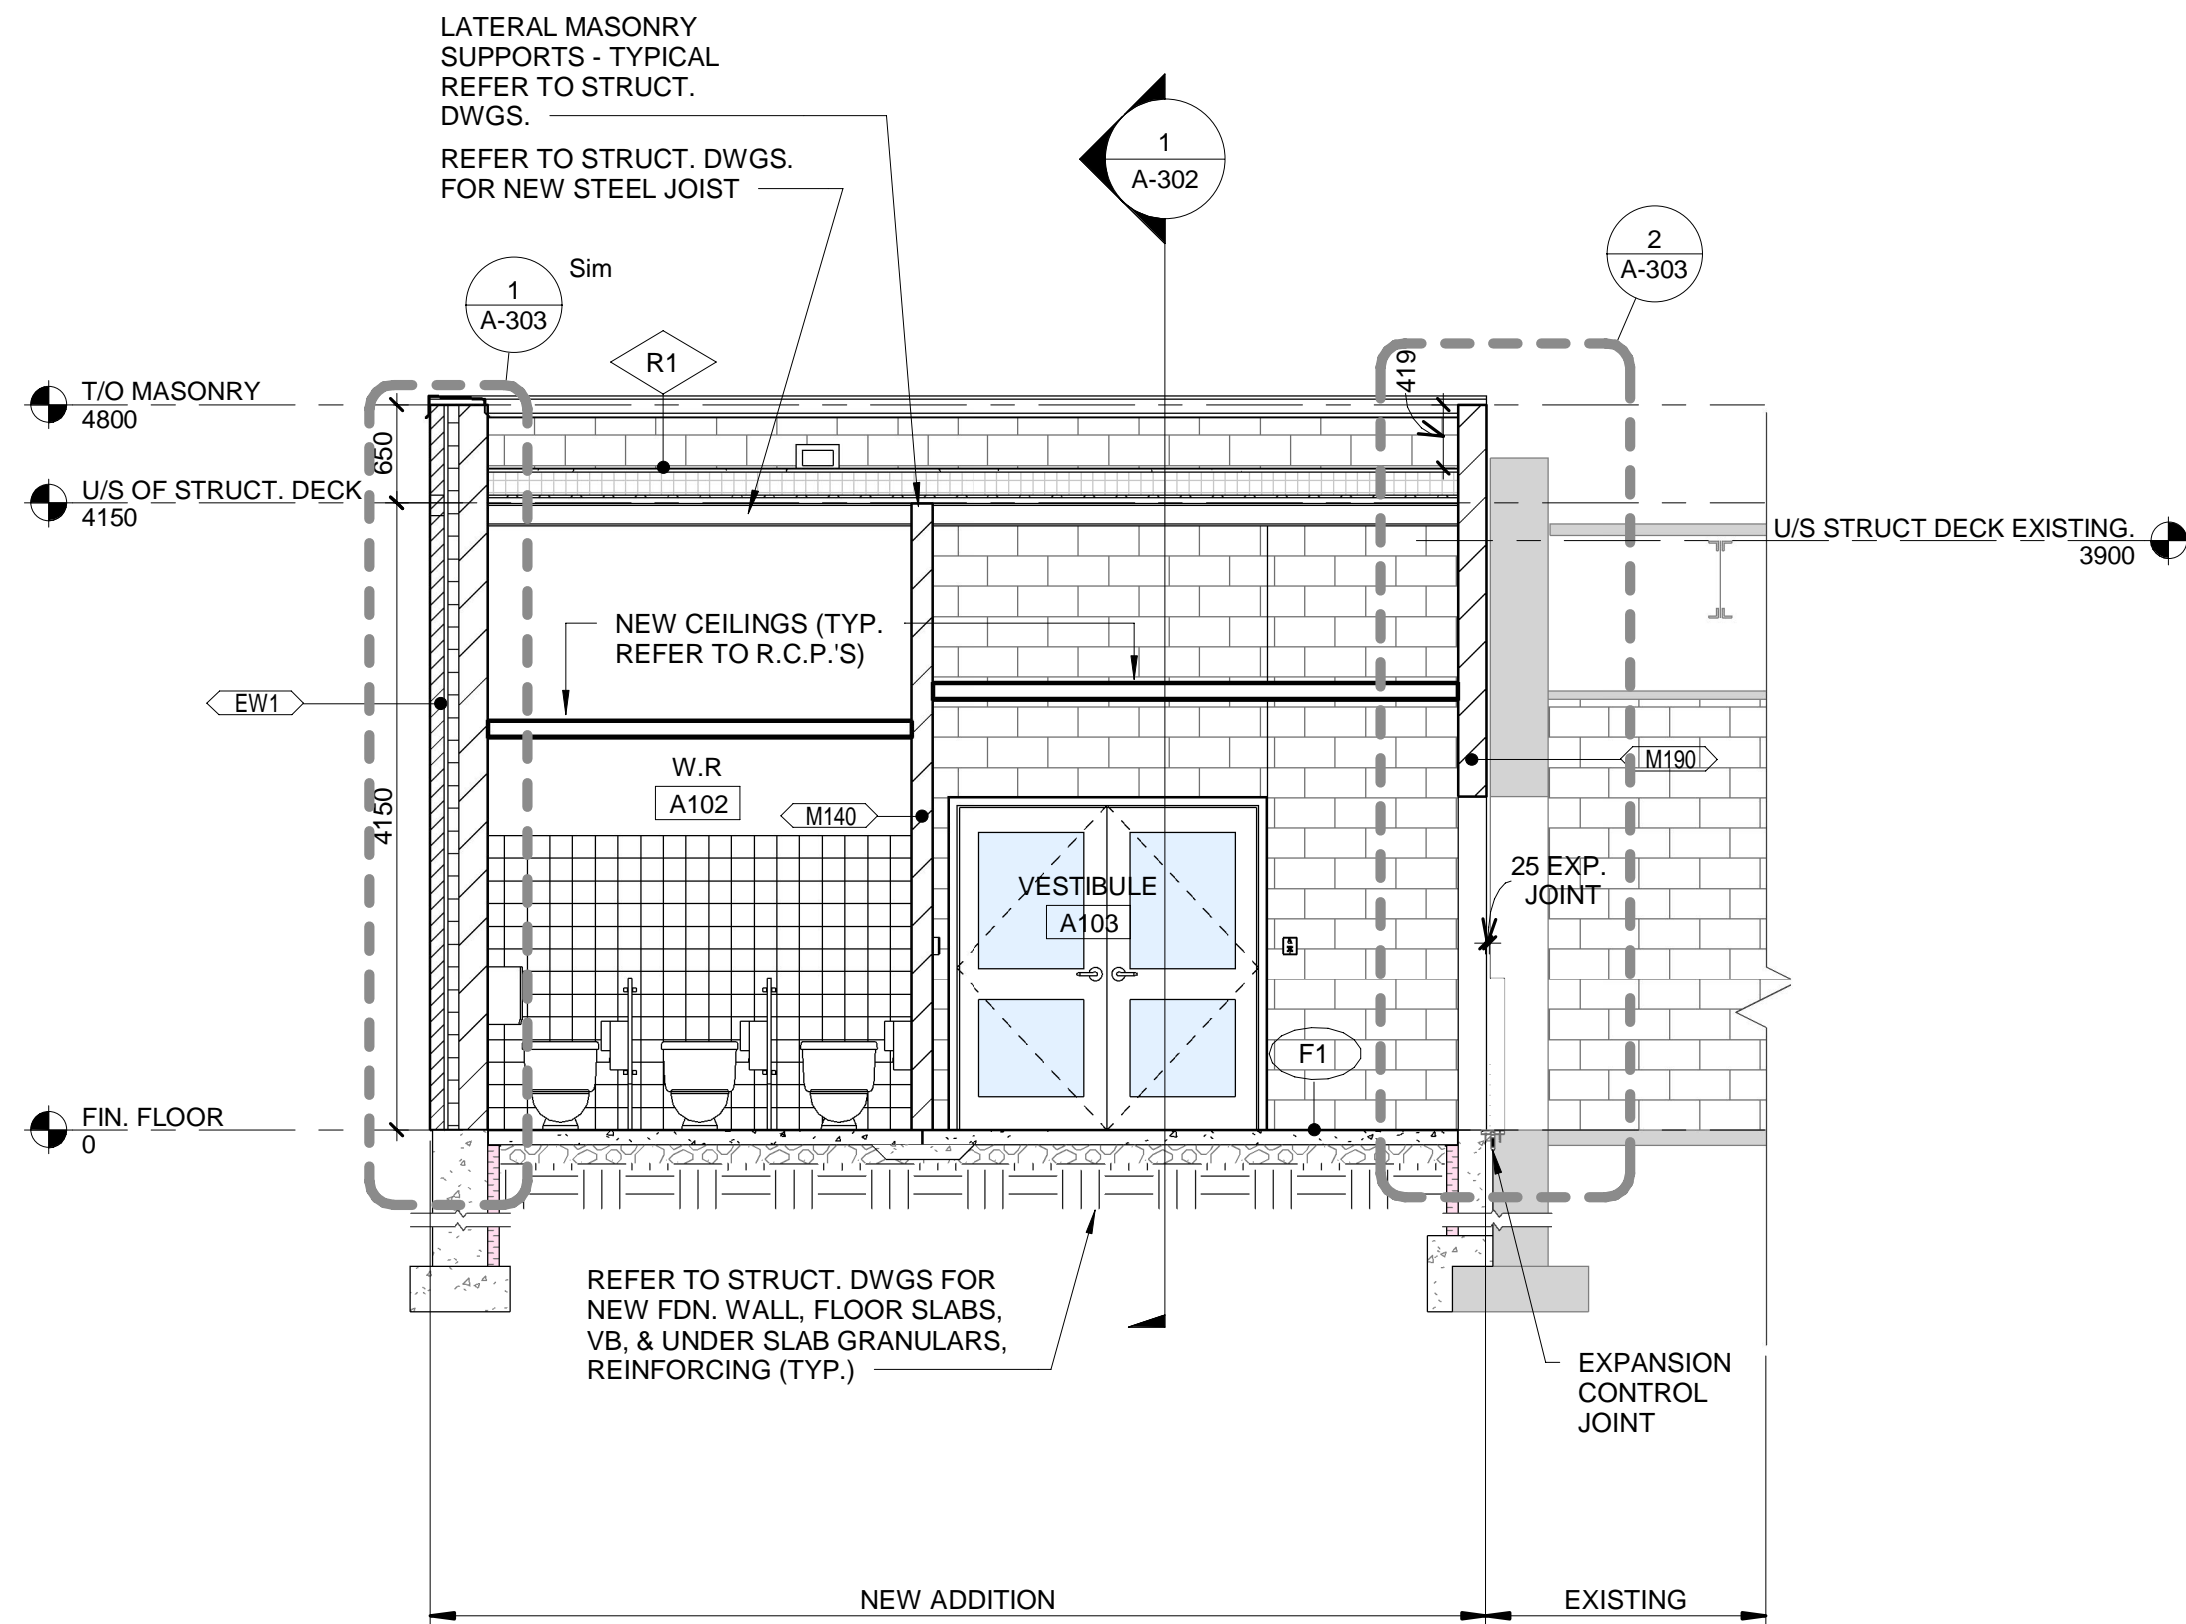 LATERAL MASONRY
SUPPORTS - TYPICAL
REFER TO STRUCT.
DWGS.
REFER TO STRUCT. DWGS.
FOR NEW STEEL JOIST
1
A-302
2
A-303
1
A-303
Sim
R1
419
T/O MASONRY
4800
650
U/S OF STRUCT. DECK
4150
U/S STRUCT DECK EXISTING.
3900
NEW CEILINGS (TYP.
REFER TO R.C.P.'S)
EW1
W.R
A102
M140
M190
4150
25 EXP.
JOINT
VESTIBULE
A103
F1
FIN. FLOOR
0
REFER TO STRUCT. DWGS FOR
NEW FDN. WALL, FLOOR SLABS,
VB, & UNDER SLAB GRANULARS,
REINFORCING (TYP.)
EXPANSION
CONTROL
JOINT
NEW ADDITION
EXISTING